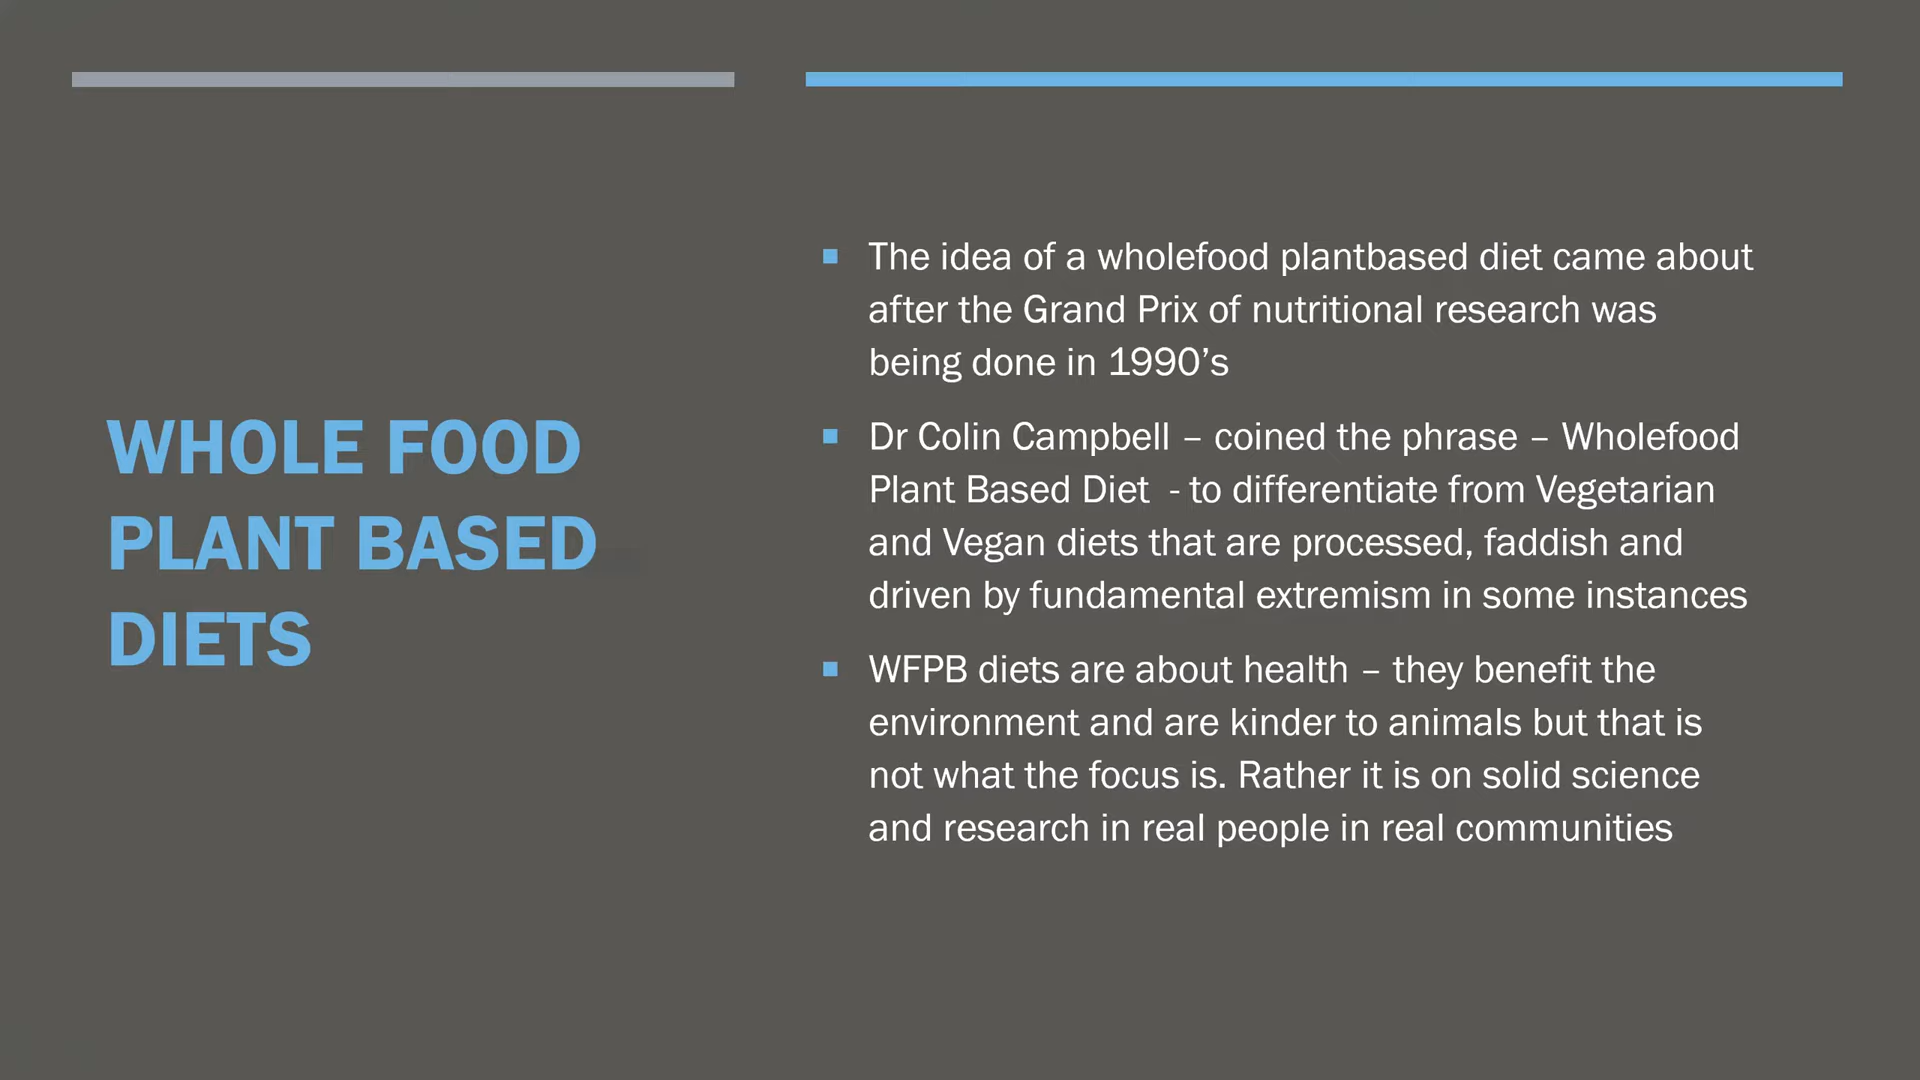 WHOLE FOOD
PLANT BASED
DIETS
The idea of a wholefood plantbased diet came about
after the Grand Prix of nutritional research was
being done in 1990’s
Dr Colin Campbell – coined the phrase – Wholefood
Plant Based Diet  - to differentiate from Vegetarian
and Vegan diets that are processed, faddish and
driven by fundamental extremism in some instances
WFPB diets are about health – they benefit the
environment and are kinder to animals but that is
not what the focus is. Rather it is on solid science
and research in real people in real communities